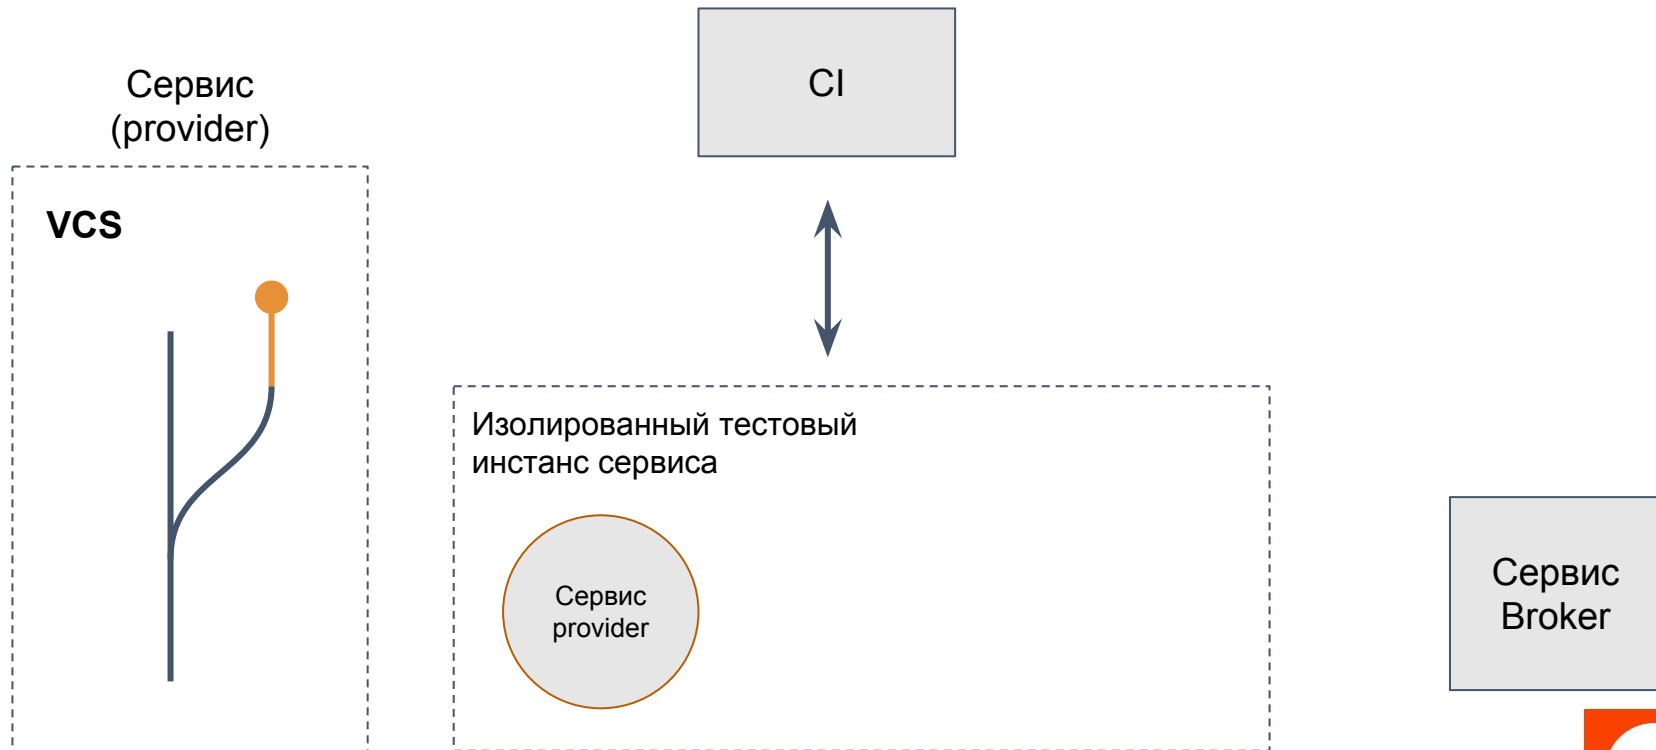 Сервис
(provider)
VCS
CI
Изолированный тестовый
инстанс сервиса
Сервис
provider
Сервис
Broker